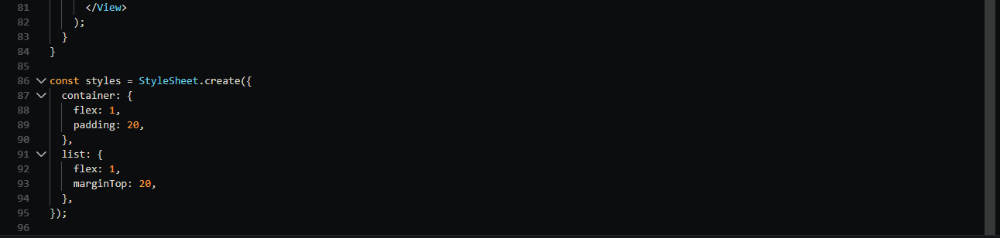 81 </View>
82 );
83 }
84 }
85
86 const styles = StyleSheet.create({
87 container: {
88 flex: 1,
89 padding: 20,
90 },
91 list: {
92 flex: 1,
93 marginTop: 20,
94 },
95 });
96